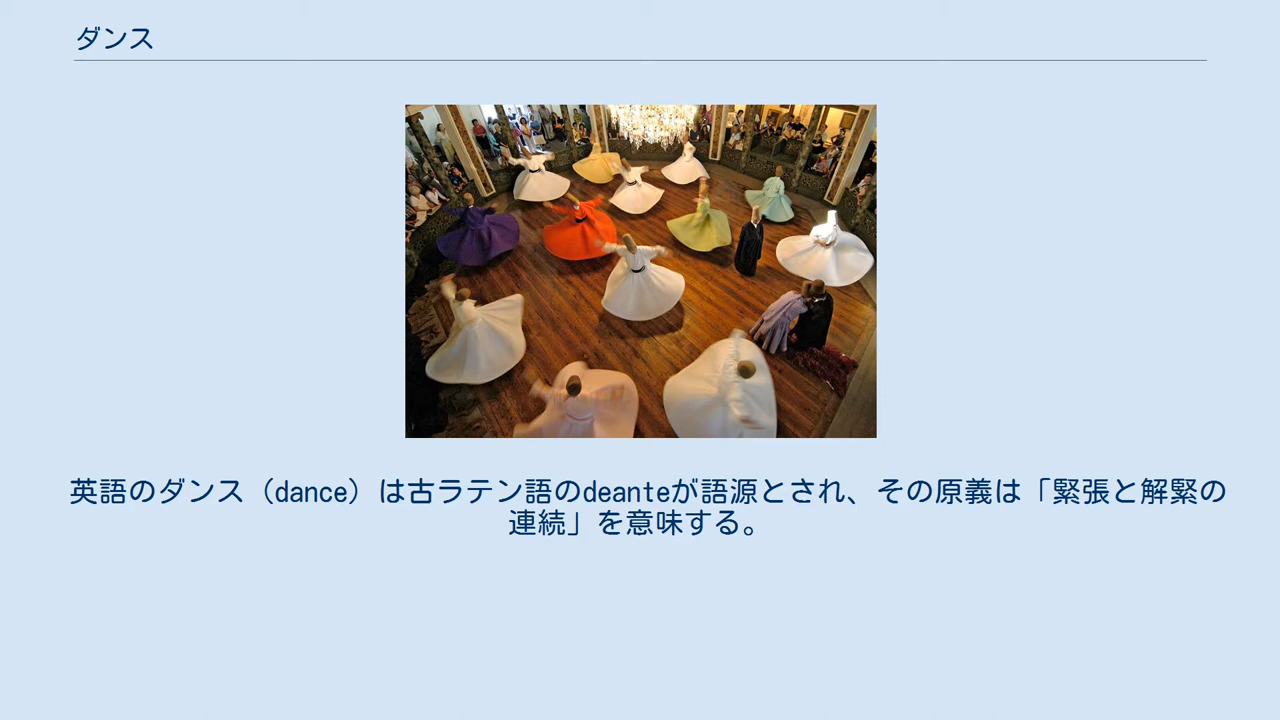 ダンス
英語のダンス（dance）は古ラテン語のdeanteが語源とされ、その原義は「緊張と解緊の
連続」を意味する。